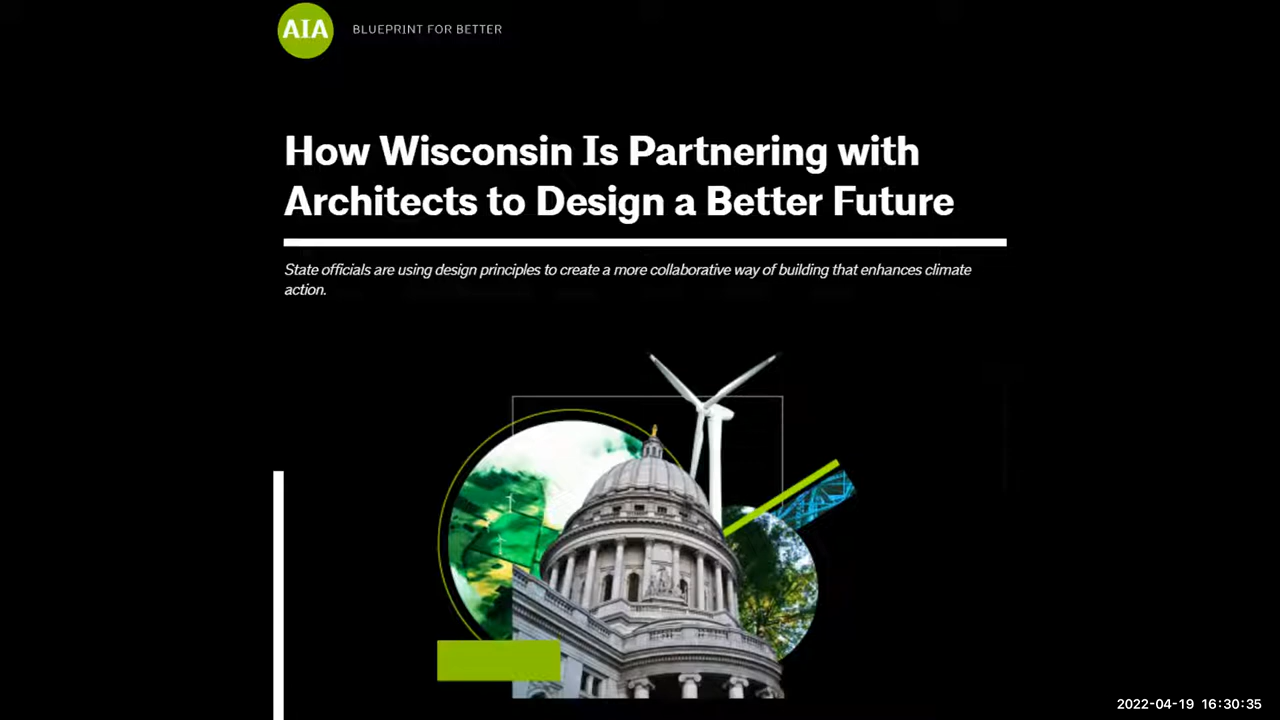 AIA
BLUEPRINT FOR BETTER
How Wisconsin Is Partnering with
Architects to Design a Better Future
State officials are using design principles to create a more collaborative way of building that enhances climate
action.
2022-04-19 16:30:35